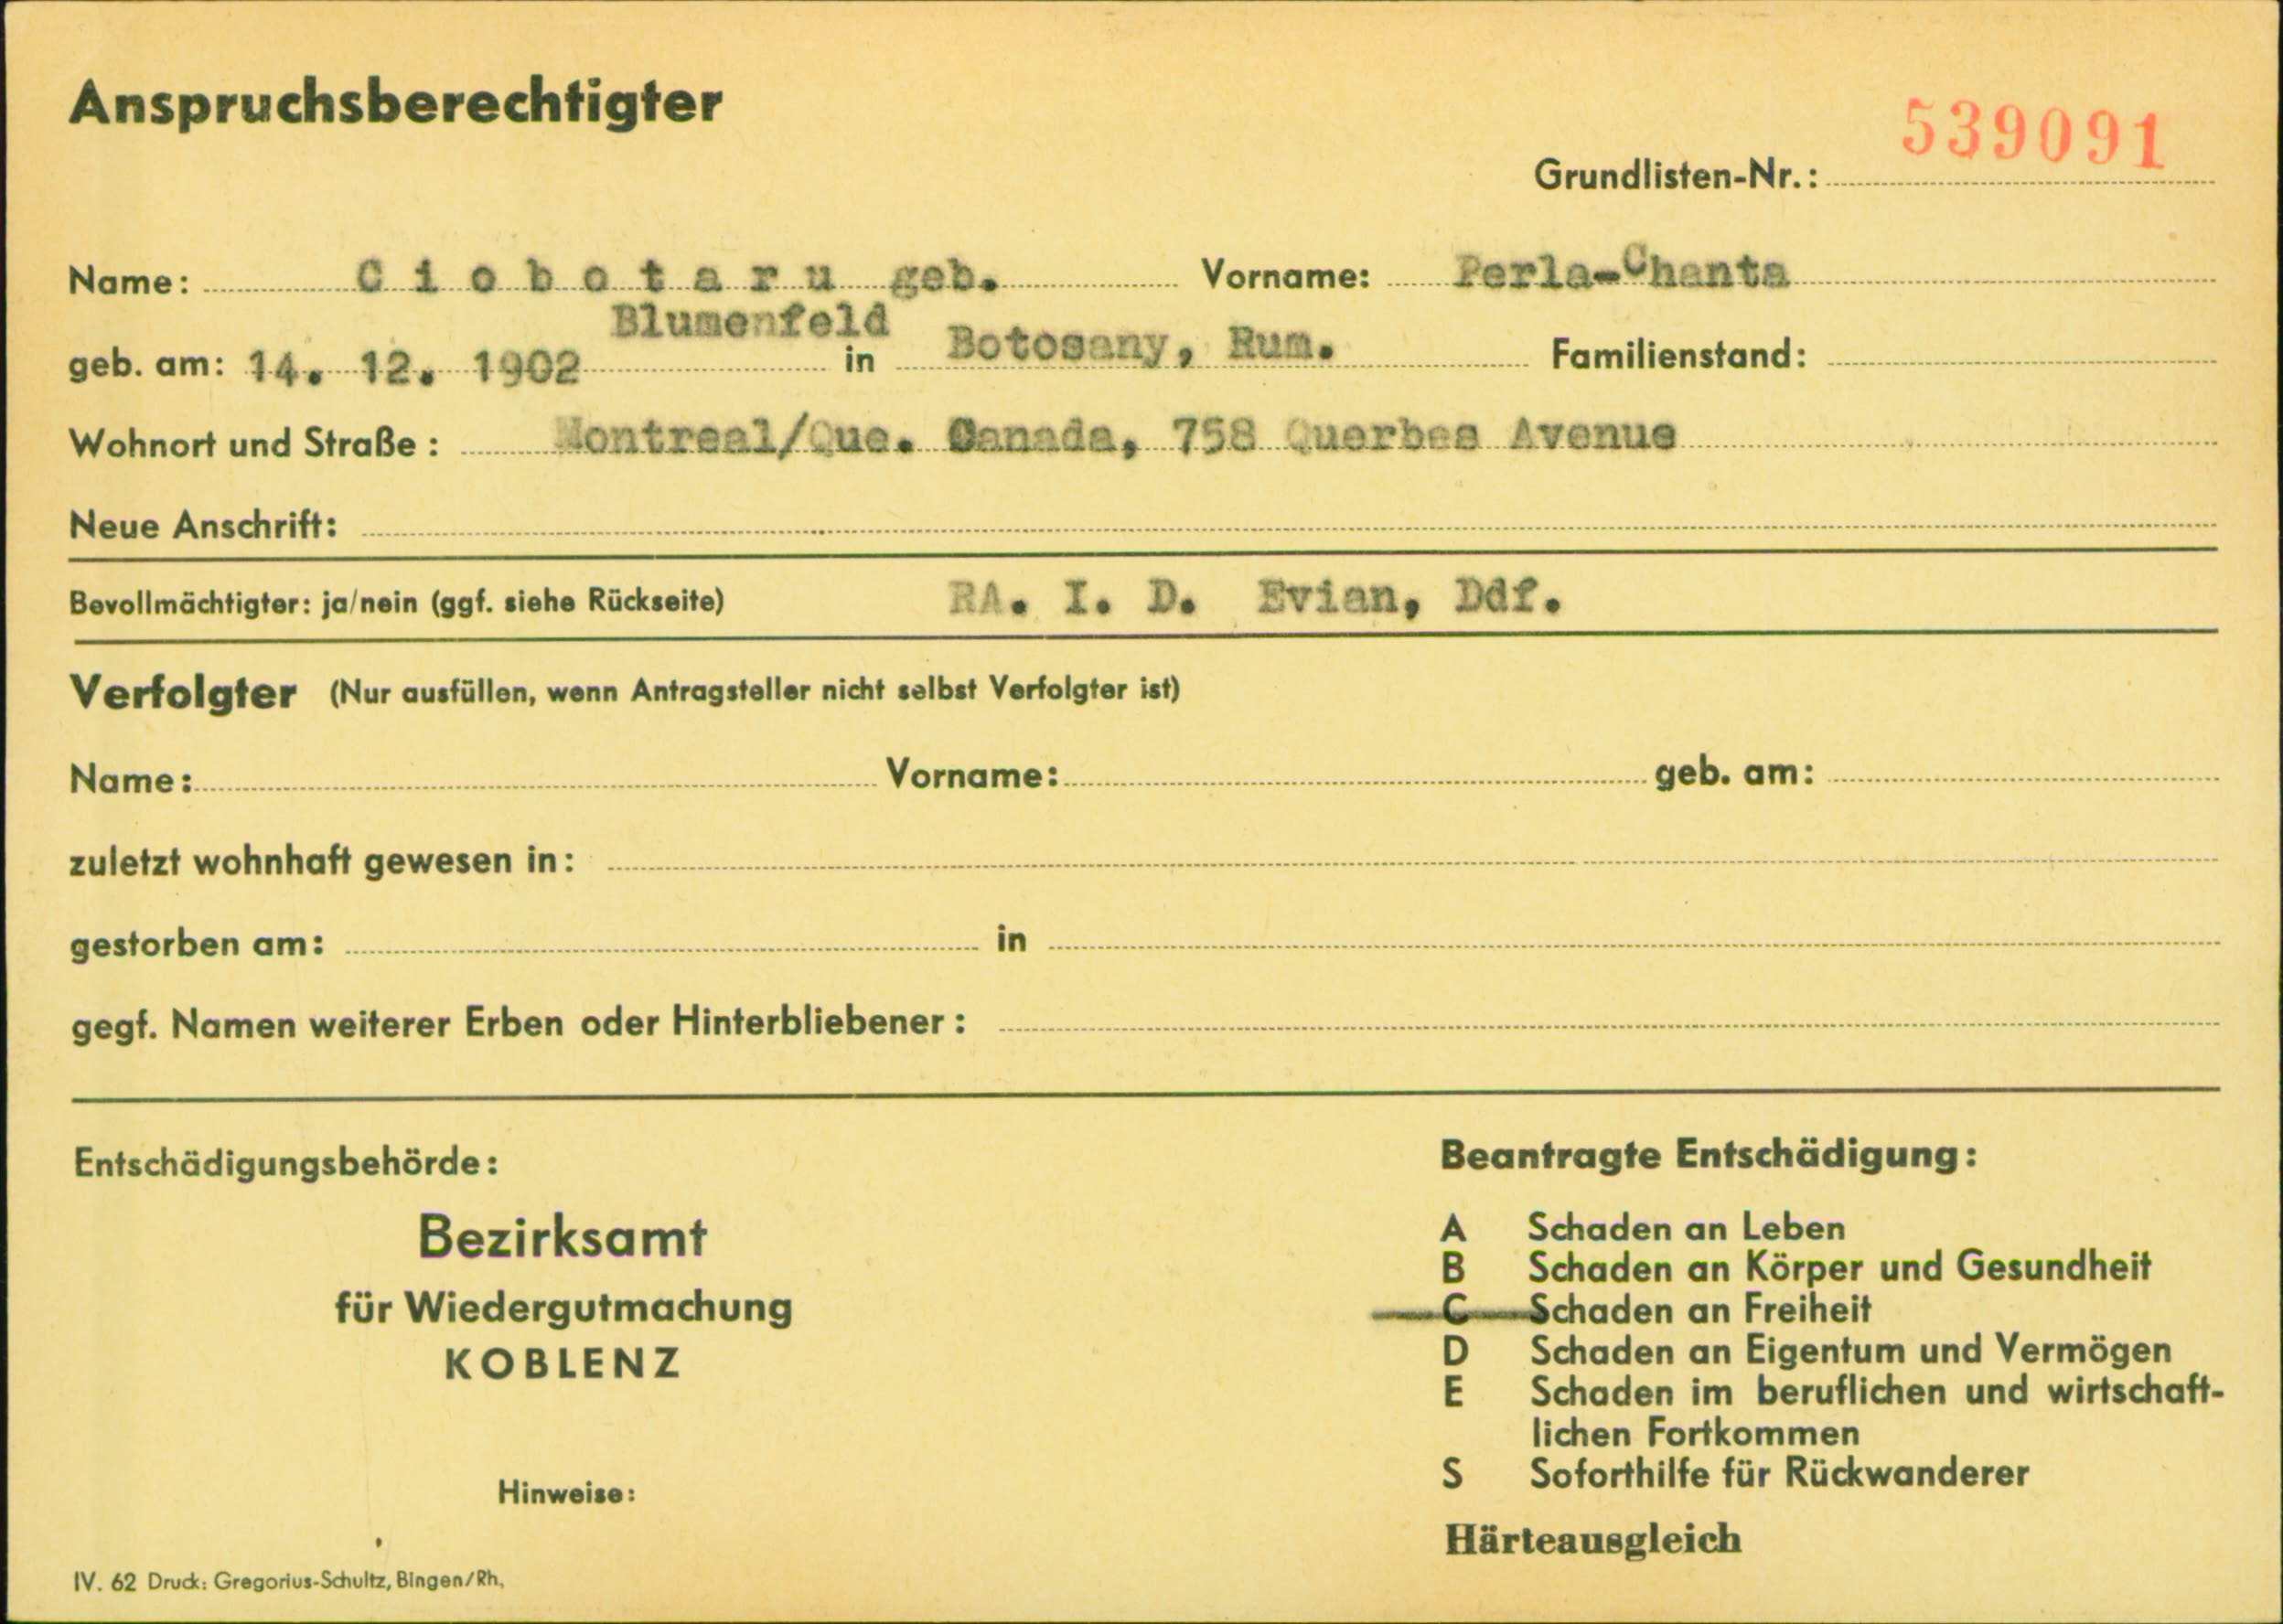 Anspruchsberechtigter
539091
Grundlisten-Nr.:
Name: Ciobotaru geb. Vorname: Perla-Chanta
Blumenfeld
geb. am: 14. 12. 1902 in Botosany, Rum. Familienstand:
Wohnort und Straße: Montreal/Que. Canada, 758 Querbes Avenue
Neue Anschrift:
Bevollmächtigter: ja/nein (ggf. siehe Rückseite) RA. I. D. Evian, Ddf.
Verfolgter (Nur ausfüllen, wenn Antragsteller nicht selbst Verfolgter ist)
Name: Vorname: geb. am:
zuletzt wohnhaft gewesen in:
gestorben am: in
gegf. Namen weiterer Erben oder Hinterbliebener:
Entschädigungsbehörde:
Bezirksamt
für Wiedergutmachung
KOBLENZ
Hinweise:
IV. 62 Druck: Gregorius-Schultz, Bingen/Rh,
Beantragte Entschädigung:
A Schaden an Leben
B Schaden an Körper und Gesundheit
C Schaden an Freiheit
D Schaden an Eigentum und Vermögen
E Schaden im beruflichen und wirtschaft-
lichen Fortkommen
S Soforthilfe für Rückwanderer
Härteausgleich